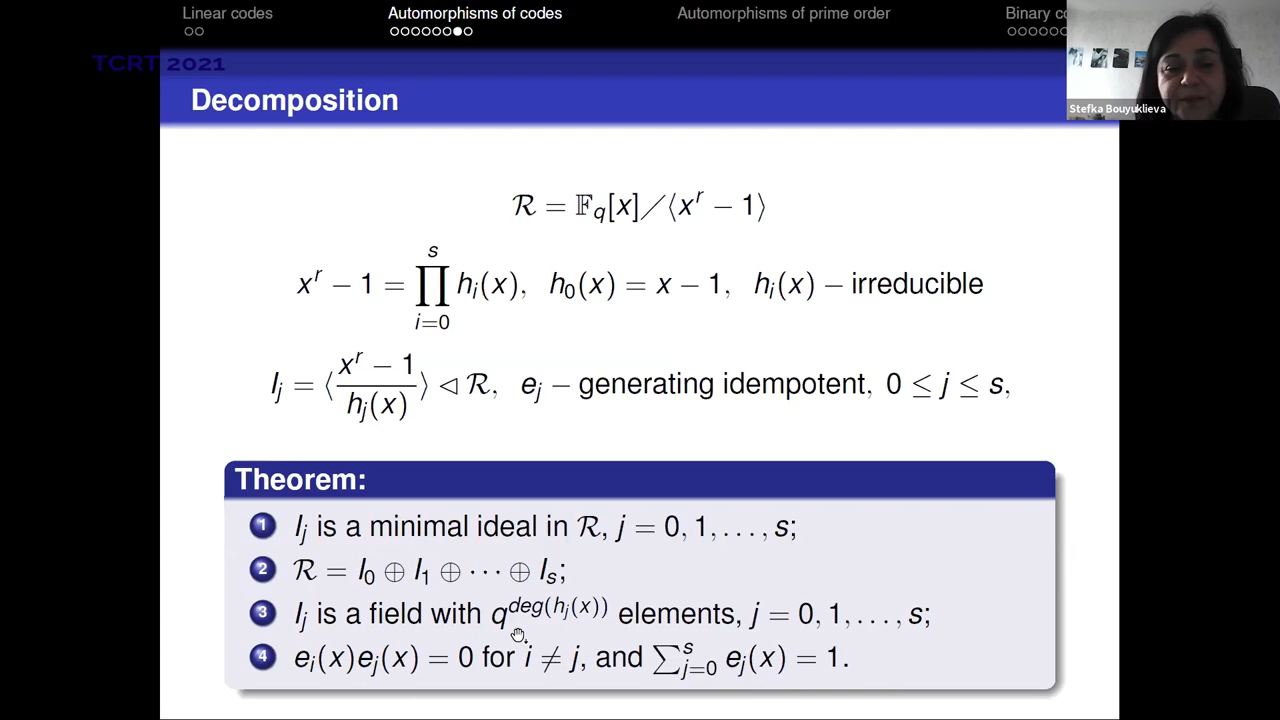 Linear codes Automorphisms of codes Automorphisms of prime order Binary co
TCRT 2021
Decomposition
Stefka Bouyuklieva
ℛ = 𝔽_q[x]/⟨x^r − 1⟩
x^r − 1 = ∏_{i=0}^{s} h_i(x), h_0(x) = x − 1, h_i(x) − irreducible
I_j = ⟨(x^r − 1)/h_j(x)⟩ ◁ ℛ, e_j − generating idempotent, 0 ≤ j ≤ s,
Theorem:
1 I_j is a minimal ideal in ℛ, j = 0, 1, . . . , s;
2 ℛ = I_0 ⊕ I_1 ⊕ ⋯ ⊕ I_s;
3 I_j is a field with q^{deg(h_j(x))} elements, j = 0, 1, . . . , s;
4 e_i(x)e_j(x) = 0 for i ≠ j, and ∑_{j=0}^{s} e_j(x) = 1.